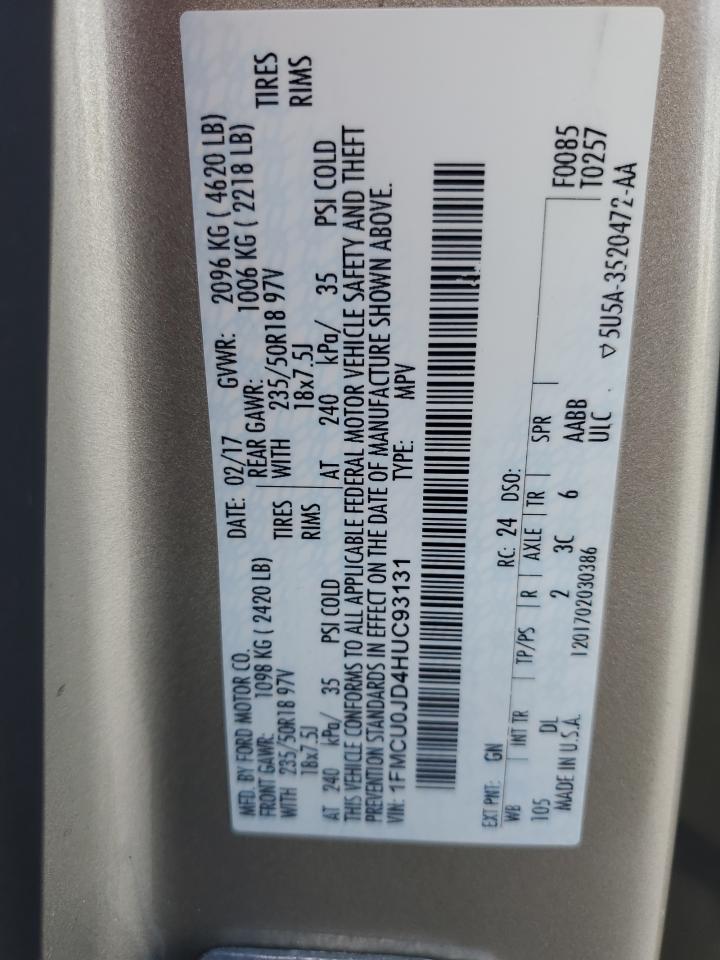 MFD. BY FORD MOTOR CO.
DATE: 02/17 GVWR: 2096 KG ( 4620 LB)
FRONT GAWR: 1098 KG ( 2420 LB)
REAR GAWR: 1006 KG ( 2218 LB)
WITH 235/50R18 97V TIRES
WITH 235/50R18 97V TIRES
18x7.5J RIMS
18x7.5J RIMS
AT 240 kPa/ 35 PSI COLD
AT 240 kPa/ 35 PSI COLD
THIS VEHICLE CONFORMS TO ALL APPLICABLE FEDERAL MOTOR VEHICLE SAFETY AND THEFT
PREVENTION STANDARDS IN EFFECT ON THE DATE OF MANUFACTURE SHOWN ABOVE.
VIN: 1FMCU0JD4HUC93131 TYPE: MPV
EXT PNT: GN RC: 24 DSO: F0085
T0257
WB INT TR TP/PS R AXLE TR SPR
105 DL 2 3C 6 AABB
MADE IN U.S.A. 1201702030386 ULC
▽ 5U5A-3520472-AA